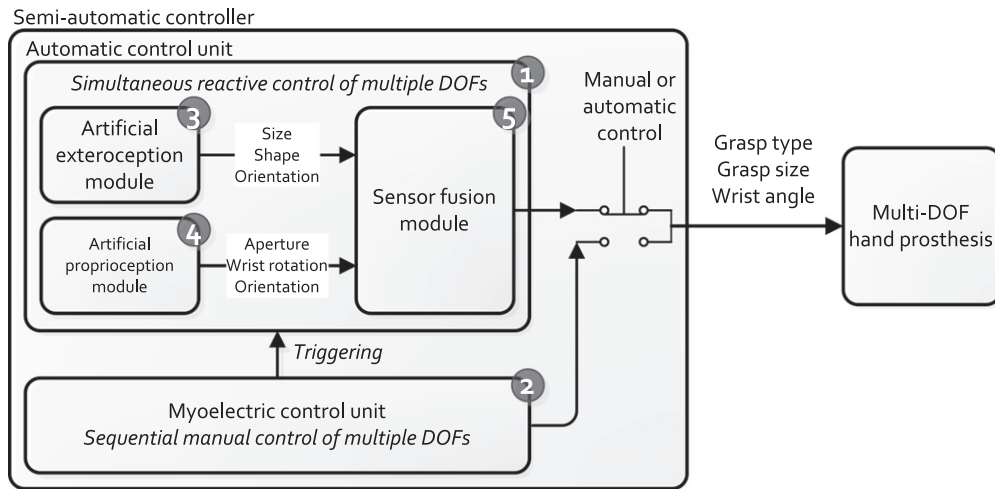 Semi-automatic controller
Automatic control unit
Simultaneous reactive control of multiple DOFs
1
3
Artificial
exteroception
module
Size
Shape
Orientation
5
Sensor fusion
module
4
Artificial
proprioception
module
Aperture
Wrist rotation
Orientation
Manual or
automatic
control
Grasp type
Grasp size
Wrist angle
Multi-DOF
hand prosthesis
Triggering
2
Myoelectric control unit
Sequential manual control of multiple DOFs